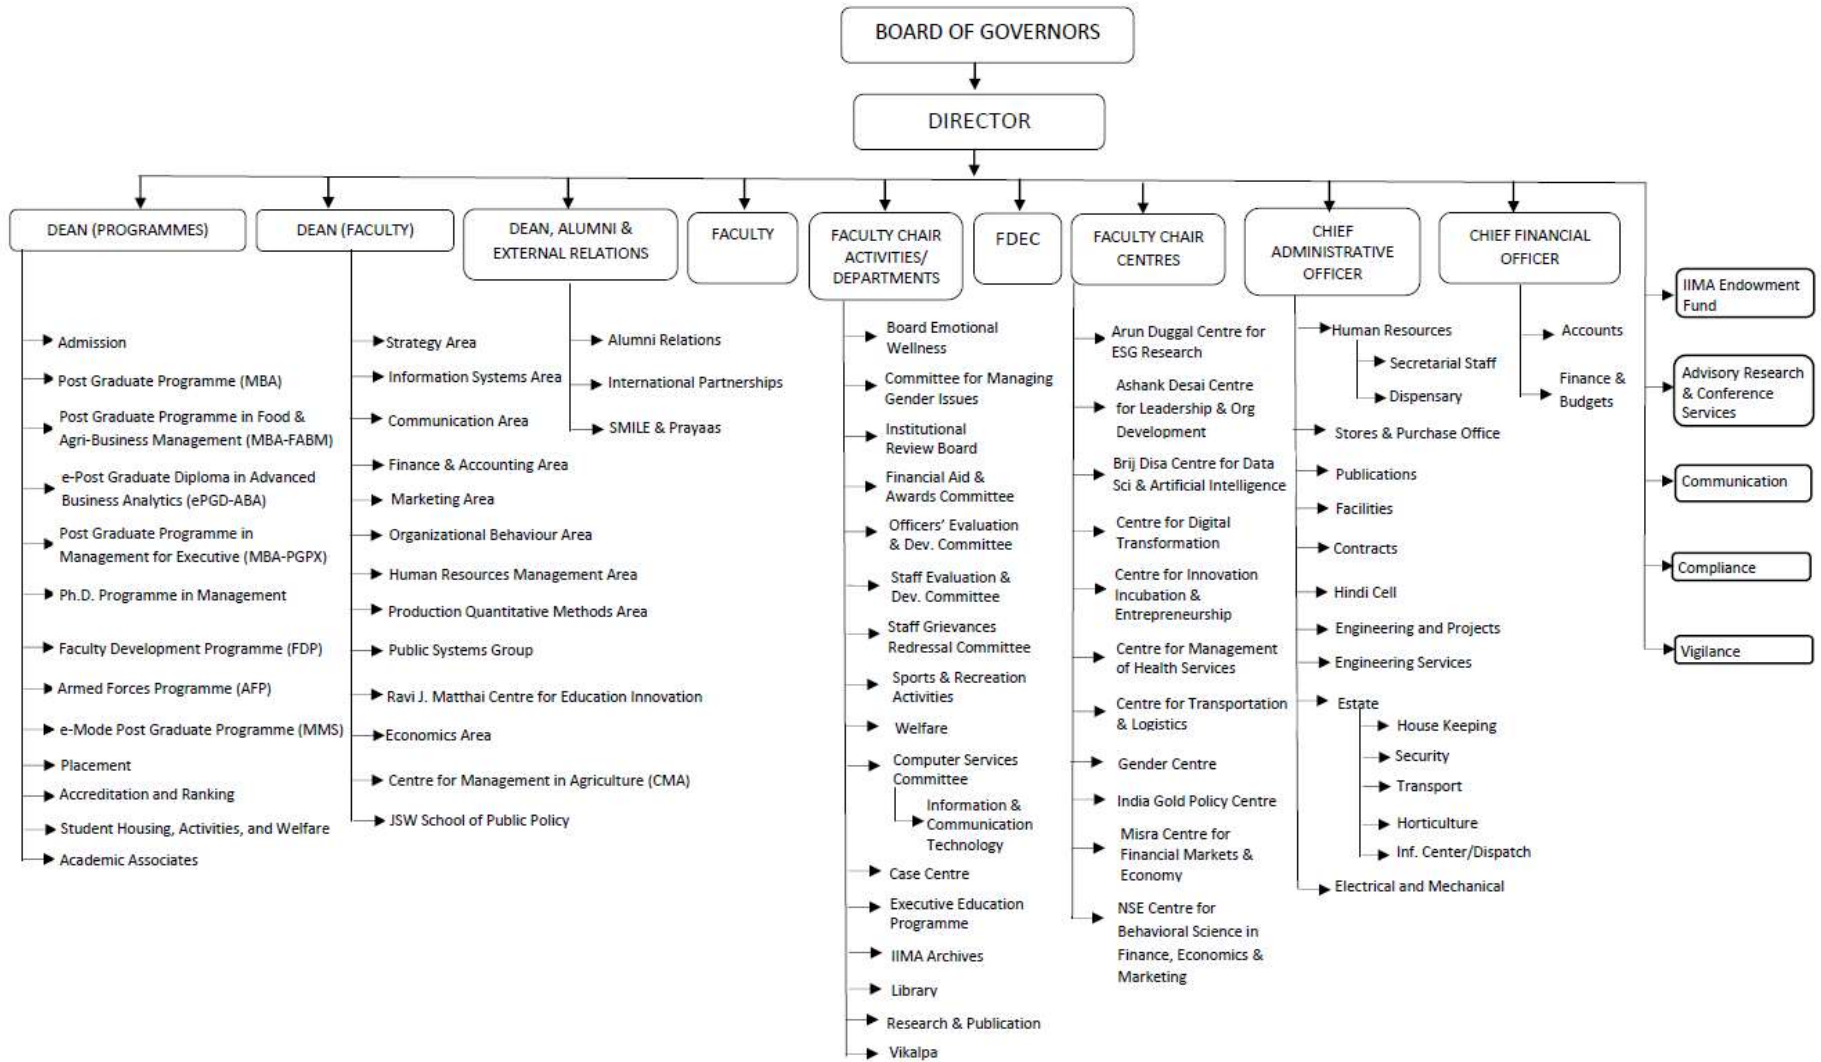 BOARD OF GOVERNORS
DIRECTOR
DEAN (PROGRAMMES)
Admission
Post Graduate Programme (MBA)
Post Graduate Programme in Food &
Agri-Business Management (MBA-FABM)
e-Post Graduate Diploma in Advanced
Business Analytics (ePGD-ABA)
Post Graduate Programme in
Management for Executive (MBA-PGPX)
Ph.D. Programme in Management
Faculty Development Programme (FDP)
Armed Forces Programme (AFP)
e-Mode Post Graduate Programme (MMS)
Placement
Accreditation and Ranking
Student Housing, Activities, and Welfare
Academic Associates
DEAN (FACULTY)
Strategy Area
Information Systems Area
Communication Area
Finance & Accounting Area
Marketing Area
Organizational Behaviour Area
Human Resources Management Area
Production Quantitative Methods Area
Public Systems Group
Ravi J. Matthai Centre for Education Innovation
Economics Area
Centre for Management in Agriculture (CMA)
JSW School of Public Policy
DEAN, ALUMNI &
EXTERNAL RELATIONS
Alumni Relations
International Partnerships
SMILE & Prayaas
FACULTY
FACULTY CHAIR
ACTIVITIES/
DEPARTMENTS
Board Emotional
Wellness
Committee for Managing
Gender Issues
Institutional
Review Board
Financial Aid &
Awards Committee
Officers' Evaluation
& Dev. Committee
Staff Evaluation &
Dev. Committee
Staff Grievances
Redressal Committee
Sports & Recreation
Activities
Welfare
Computer Services
Committee
Information &
Communication
Technology
Case Centre
Executive Education
Programme
IIMA Archives
Library
Research & Publication
Vikalpa
FDEC
FACULTY CHAIR
CENTRES
Arun Duggal Centre for
ESG Research
Ashank Desai Centre
for Leadership & Org
Development
Brij Disa Centre for Data
Sci & Artificial Intelligence
Centre for Digital
Transformation
Centre for Innovation
Incubation &
Entrepreneurship
Centre for Management
of Health Services
Centre for Transportation
& Logistics
Gender Centre
India Gold Policy Centre
Misra Centre for
Financial Markets &
Economy
NSE Centre for
Behavioral Science in
Finance, Economics &
Marketing
CHIEF
ADMINISTRATIVE
OFFICER
Human Resources
Secretarial Staff
Dispensary
Stores & Purchase Office
Publications
Facilities
Contracts
Hindi Cell
Engineering and Projects
Engineering Services
Estate
House Keeping
Security
Transport
Horticulture
Inf. Center/Dispatch
Electrical and Mechanical
CHIEF FINANCIAL
OFFICER
Accounts
Finance &
Budgets
IIMA Endowment
Fund
Advisory Research
& Conference
Services
Communication
Compliance
Vigilance